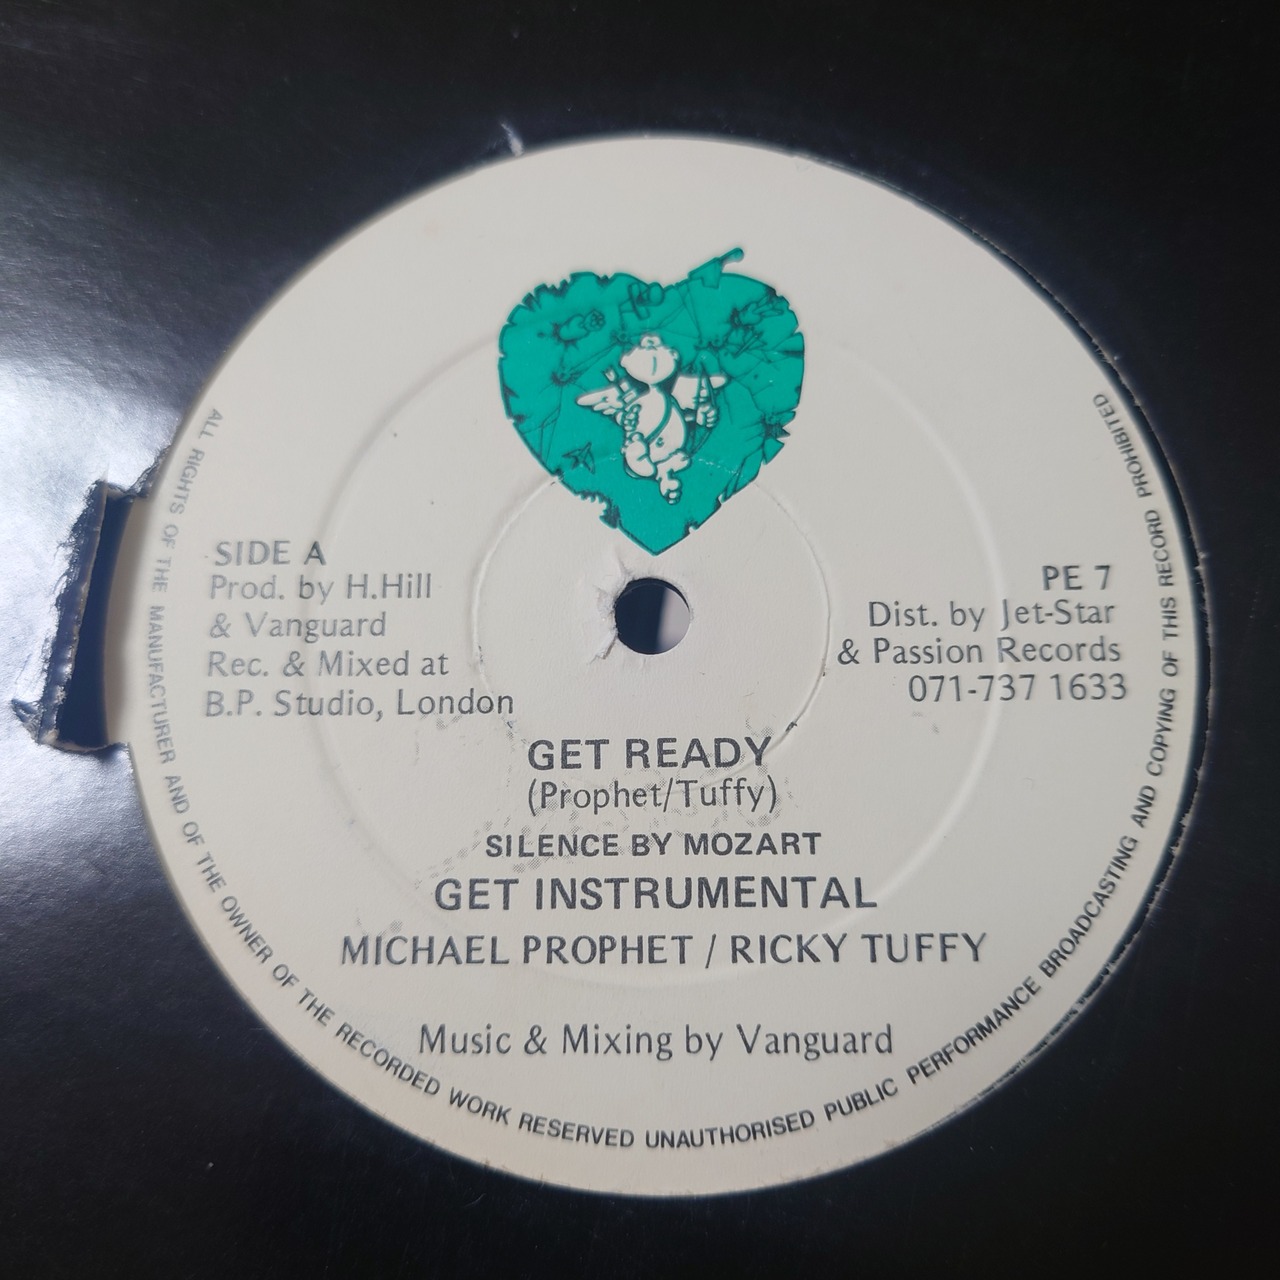 SIDE A
Prod. by H.Hill
& Vanguard
Rec. & Mixed at
B.P. Studio, London
PE 7
Dist. by Jet-Star
& Passion Records
071-737 1633
GET READY
(Prophet/Tuffy)
SILENCE BY MOZART
GET INSTRUMENTAL
MICHAEL PROPHET / RICKY TUFFY
Music & Mixing by Vanguard
ALL RIGHTS OF THE MANUFACTURER AND OF THE OWNER OF THE RECORDED WORK RESERVED UNAUTHORISED PUBLIC PERFORMANCE BROADCASTING AND COPYING OF THIS RECORD PROHIBITED